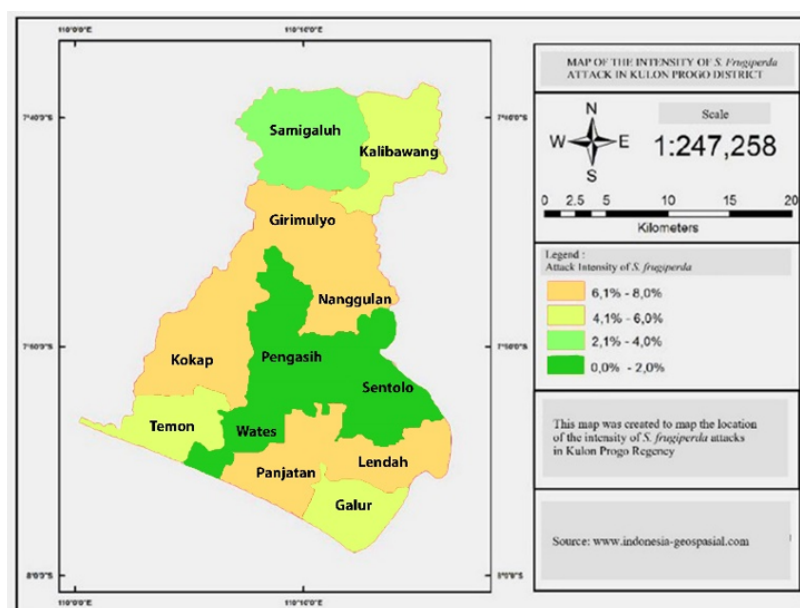 110°0'0"E
110°10'0"E
MAP OF THE INTENSITY OF S. Frugiperda
ATTACK IN KULON PROGO DISTRICT
7°40'0"S
7°40'0"S
Samigaluh
Kalibawang
N
W E
S
Scale
1:247,258
0 2.5 5 10 15 20
Kilometers
Girimulyo
Nanggulan
Legend :
Attack Intensity of S. frugiperda
6,1% - 8,0%
4,1% - 6,0%
2,1% - 4,0%
0,0% - 2,0%
7°50'0"S
7°50'0"S
Kokap
Pengasih
Sentolo
Temon
Wates
Panjatan
Lendah
Galur
This map was created to map the location
of the intensity of S. frugiperda attacks
in Kulon Progo Regency
Source: www.indonesia-geospasial.com
8°0'0"S
8°0'0"S
110°0'0"E
110°10'0"E